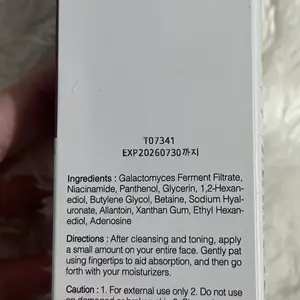 T07341
EXP20260730까지
Ingredients : Galactomyces Ferment Filtrate,
Niacinamide, Panthenol, Glycerin, 1,2-Hexan-
ediol, Butylene Glycol, Betaine, Sodium Hyal-
uronate, Allantoin, Xanthan Gum, Ethyl Hexan-
ediol, Adenosine
Directions : After cleansing and toning, apply
a small amount on your entire face. Gently pat
using fingertips to aid absorption, and then go
forth with your moisturizers.
Caution : 1. For external use only 2. Do not use